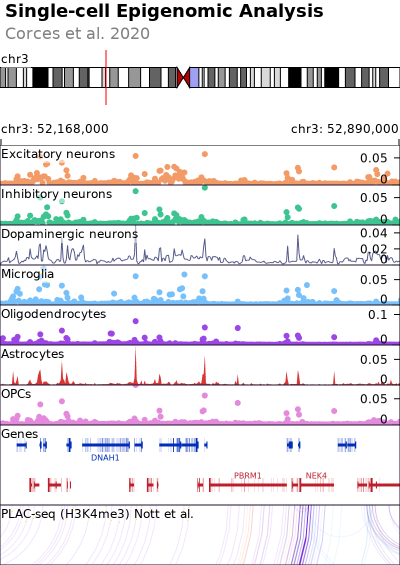 Single-cell Epigenomic Analysis
Corces et al. 2020
chr3
chr3: 52,168,000 chr3: 52,890,000
Excitatory neurons 0.05
0
Inhibitory neurons 0.05
0
Dopaminergic neurons 0.04
0.02
0
Microglia 0.05
0
Oligodendrocytes 0.1
0
Astrocytes 0.05
0
OPCs 0.05
0
Genes
DNAH1
PBRM1 NEK4
PLAC-seq (H3K4me3) Nott et al.